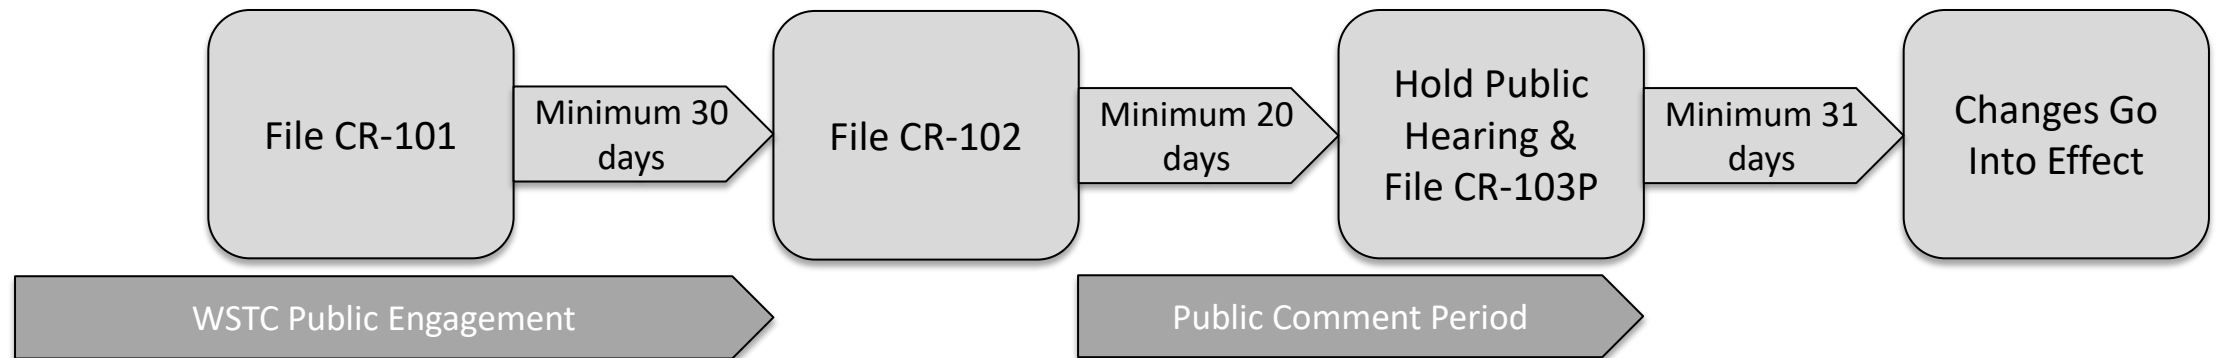 File CR-101
Minimum 30
days
File CR-102
Minimum 20
days
Hold Public
Hearing &
File CR-103P
Minimum 31
days
Changes Go
Into Effect
WSTC Public Engagement
Public Comment Period